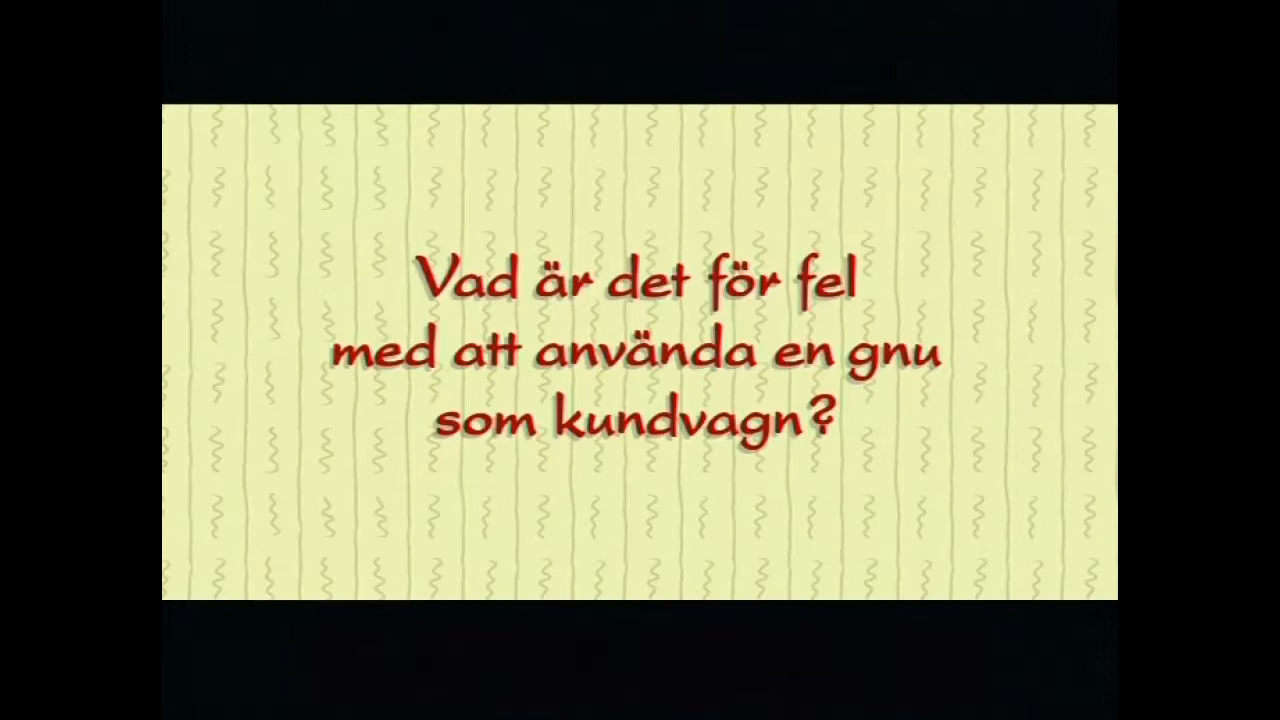 Vad är det för fel
med att använda en gnu
som kundvagn?